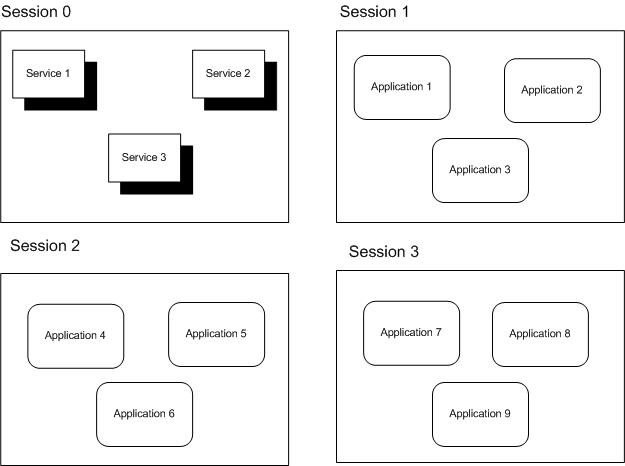 Session 0
Service 1
Service 2
Service 3
Session 1
Application 1
Application 2
Application 3
Session 2
Application 4
Application 5
Application 6
Session 3
Application 7
Application 8
Application 9